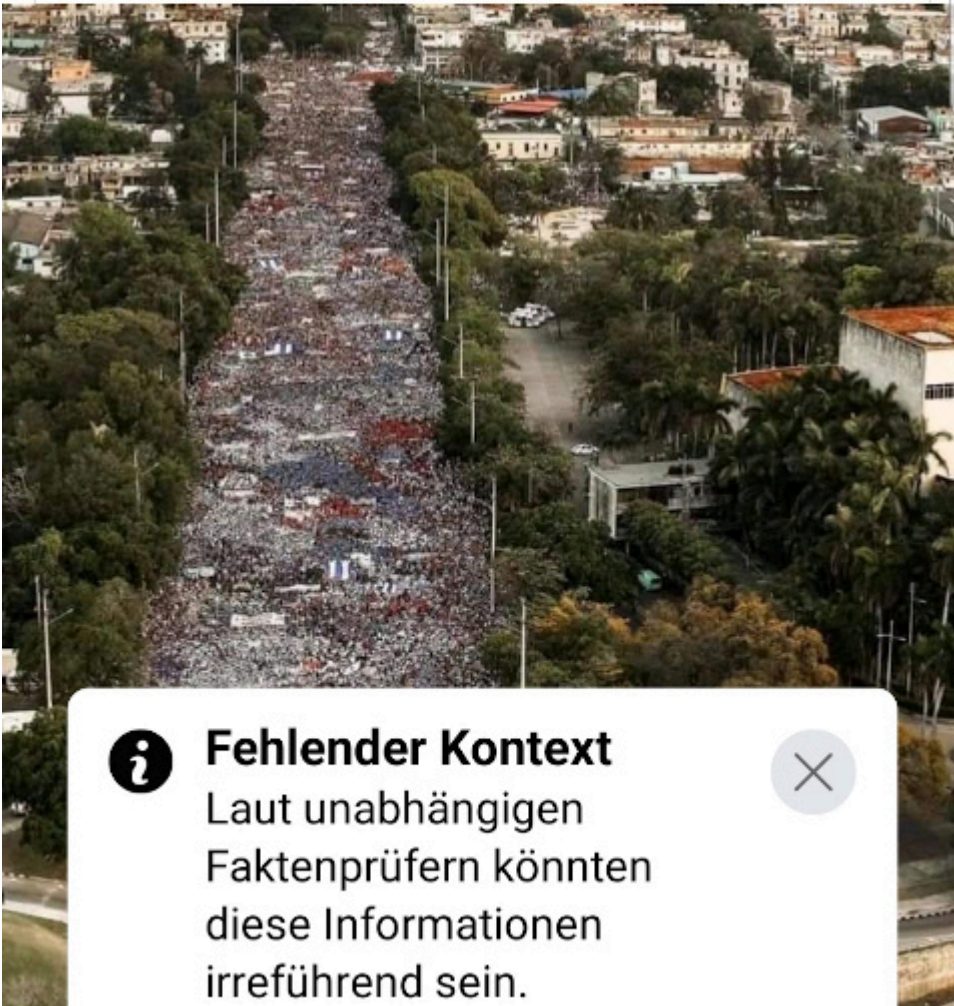 Fehlender Kontext
Laut unabhängigen
Faktenprüfern könnten
diese Informationen
irreführend sein.